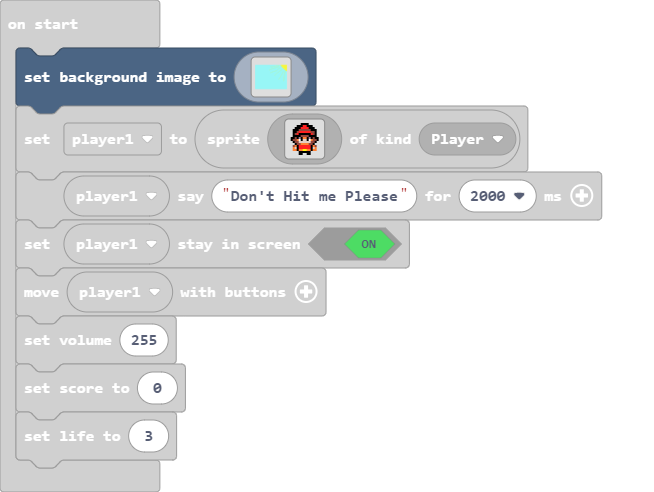 on start
set background image to
set player1 to sprite of kind Player
player1 say "Don't Hit me Please" for 2000 ms
set player1 stay in screen ON
move player1 with buttons
set volume 255
set score to 0
set life to 3